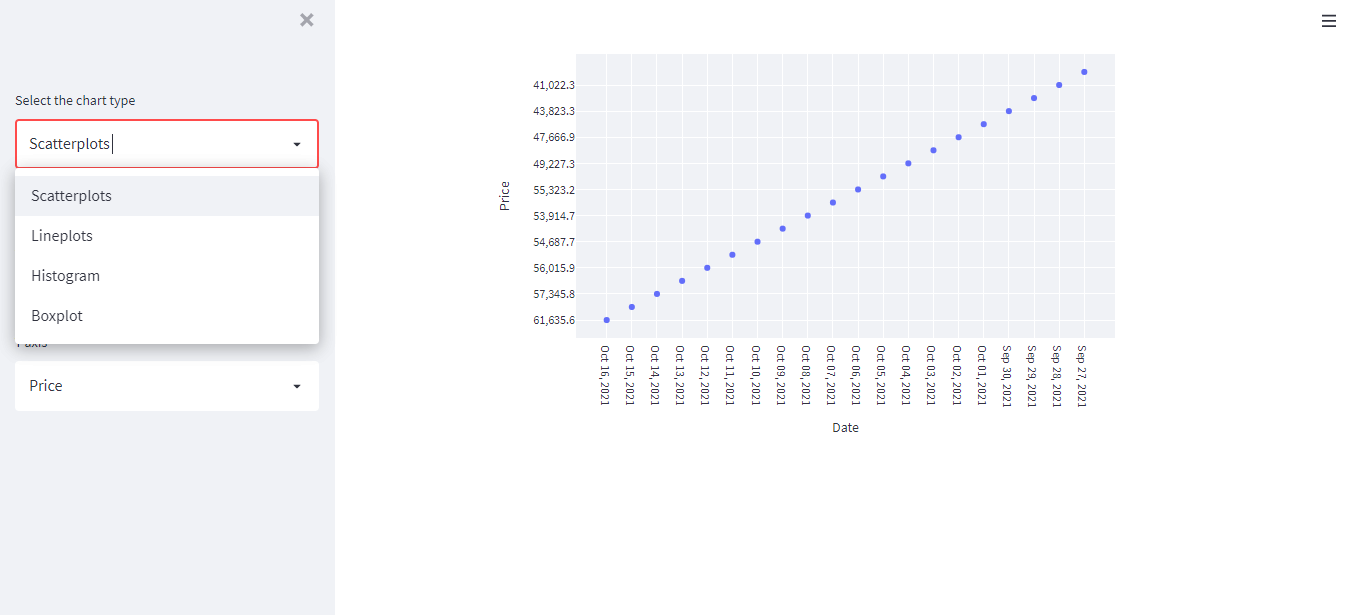 Select the chart type
Scatterplots
Scatterplots
Lineplots
Histogram
Boxplot
Price
Price
41,022.3
43,823.3
47,666.9
49,227.3
55,323.2
53,914.7
54,687.7
56,015.9
57,345.8
61,635.6
Oct 16, 2021
Oct 15, 2021
Oct 14, 2021
Oct 13, 2021
Oct 12, 2021
Oct 11, 2021
Oct 10, 2021
Oct 09, 2021
Oct 08, 2021
Oct 07, 2021
Oct 06, 2021
Oct 05, 2021
Oct 04, 2021
Oct 03, 2021
Oct 02, 2021
Oct 01, 2021
Sep 30, 2021
Sep 29, 2021
Sep 28, 2021
Sep 27, 2021
Date